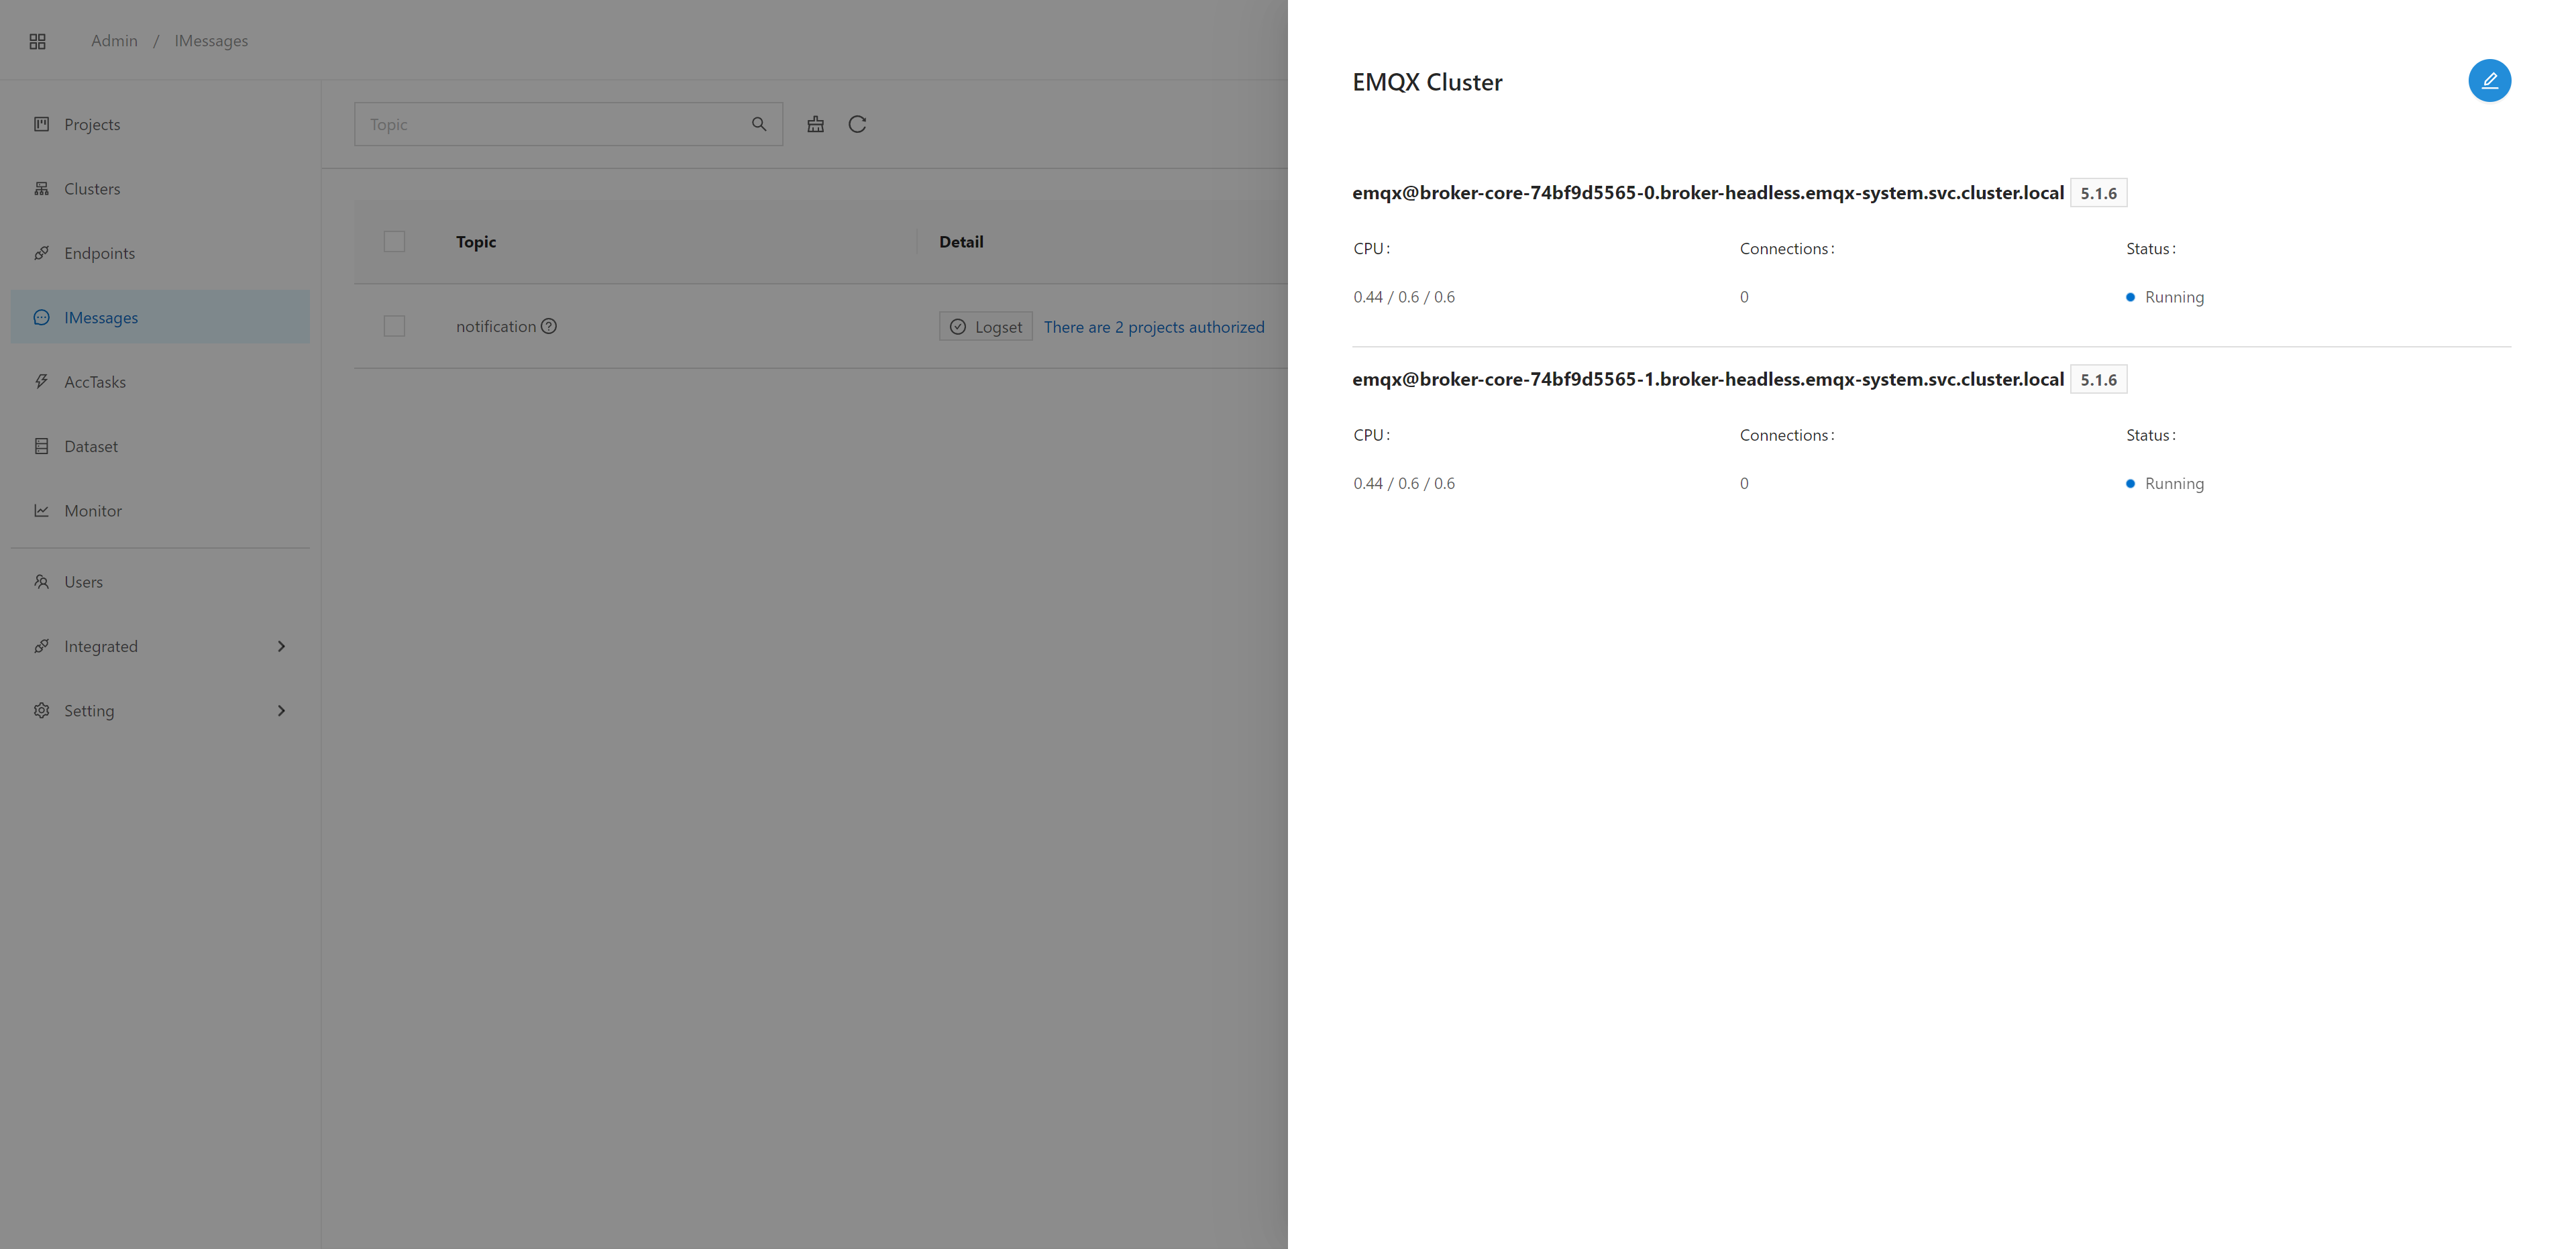 Admin / IMessages
Projects
Clusters
Endpoints
IMessages
AccTasks
Dataset
Monitor
Users
Integrated
Setting
Topic
Topic Detail
notification Logset There are 2 projects authorized
EMQX Cluster
emqx@broker-core-74bf9d5565-0.broker-headless.emqx-system.svc.cluster.local 5.1.6
CPU: Connections: Status:
0.44 / 0.6 / 0.6 0 Running
emqx@broker-core-74bf9d5565-1.broker-headless.emqx-system.svc.cluster.local 5.1.6
CPU: Connections: Status:
0.44 / 0.6 / 0.6 0 Running